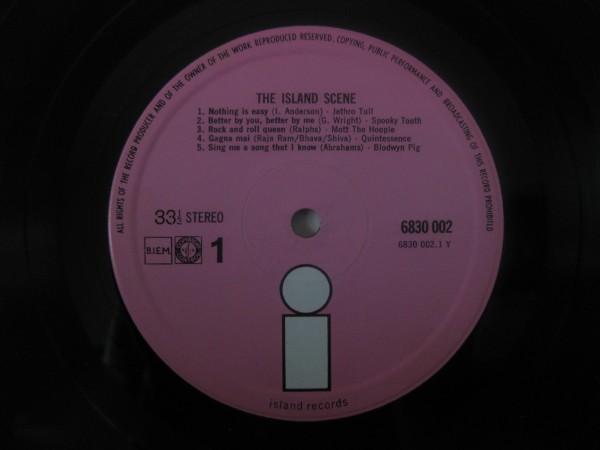 ALL RIGHTS OF THE RECORD PRODUCER AND OF THE OWNER OF THE WORK REPRODUCED RESERVED, COPYING, PUBLIC PERFORMANCE AND BROADCASTING OF THIS RECORD PROHIBITED
THE ISLAND SCENE
1. Nothing is easy (I. Anderson) - Jethro Tull
2. Better by you, better by me (G. Wright) - Spooky Tooth
3. Rock and roll queen (Ralphs) - Mott The Hoople
4. Gagna mai (Raja Ram/Bhava/Shiva) - Quintessence
5. Sing me a song that I know (Abrahams) - Blodwyn Pig
33⅓ STEREO
6830 002
B.I.E.M. 1
6830 002.1 Y
i
island records